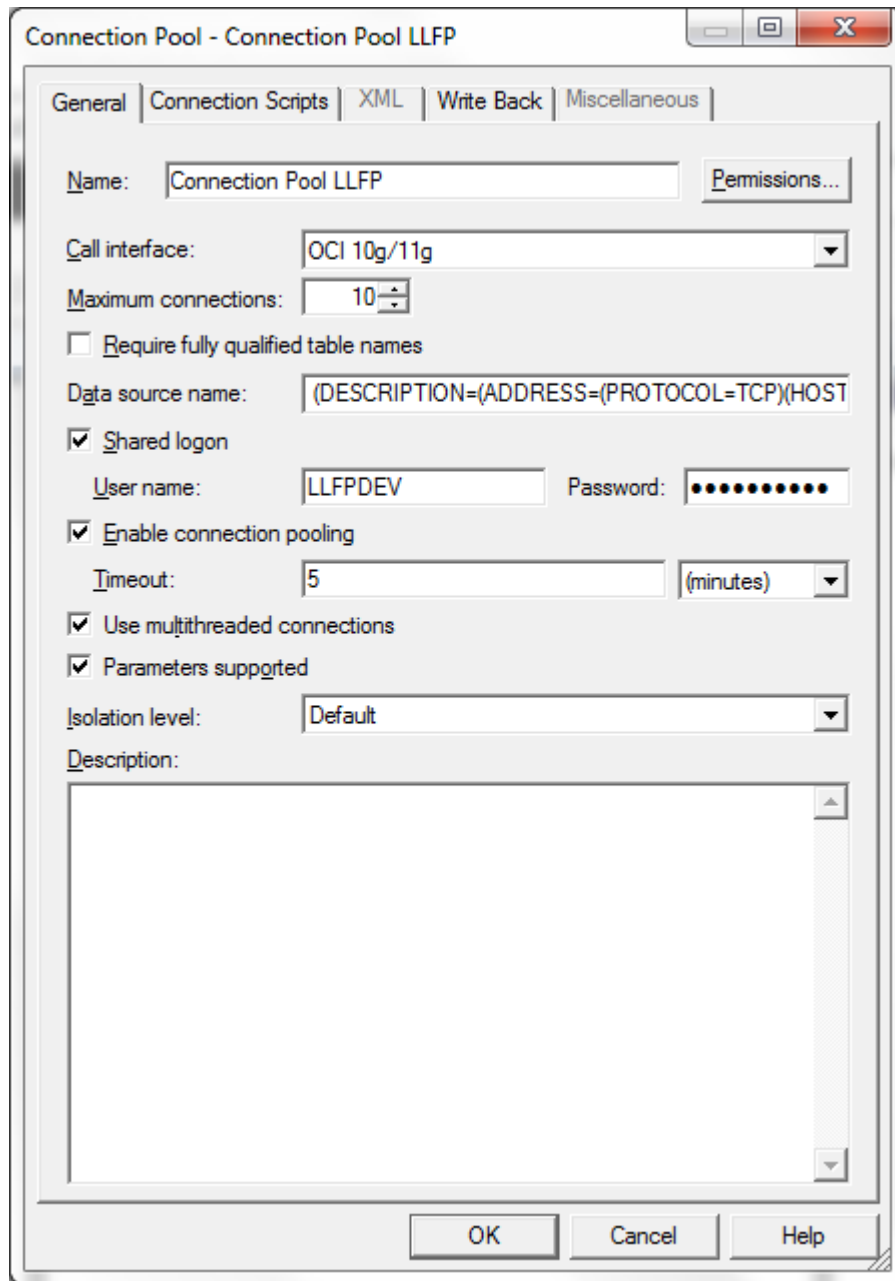 Connection Pool - Connection Pool LLFP
General Connection Scripts XML Write Back Miscellaneous
Name: Connection Pool LLFP Permissions...
Call interface: OCI 10g/11g
Maximum connections: 10
Require fully qualified table names
Data source name: (DESCRIPTION=(ADDRESS=(PROTOCOL=TCP)(HOST
Shared logon
User name: LLFPDEV Password: ●●●●●●●●●●
Enable connection pooling
Timeout: 5 (minutes)
Use multithreaded connections
Parameters supported
Isolation level: Default
Description:
OK Cancel Help